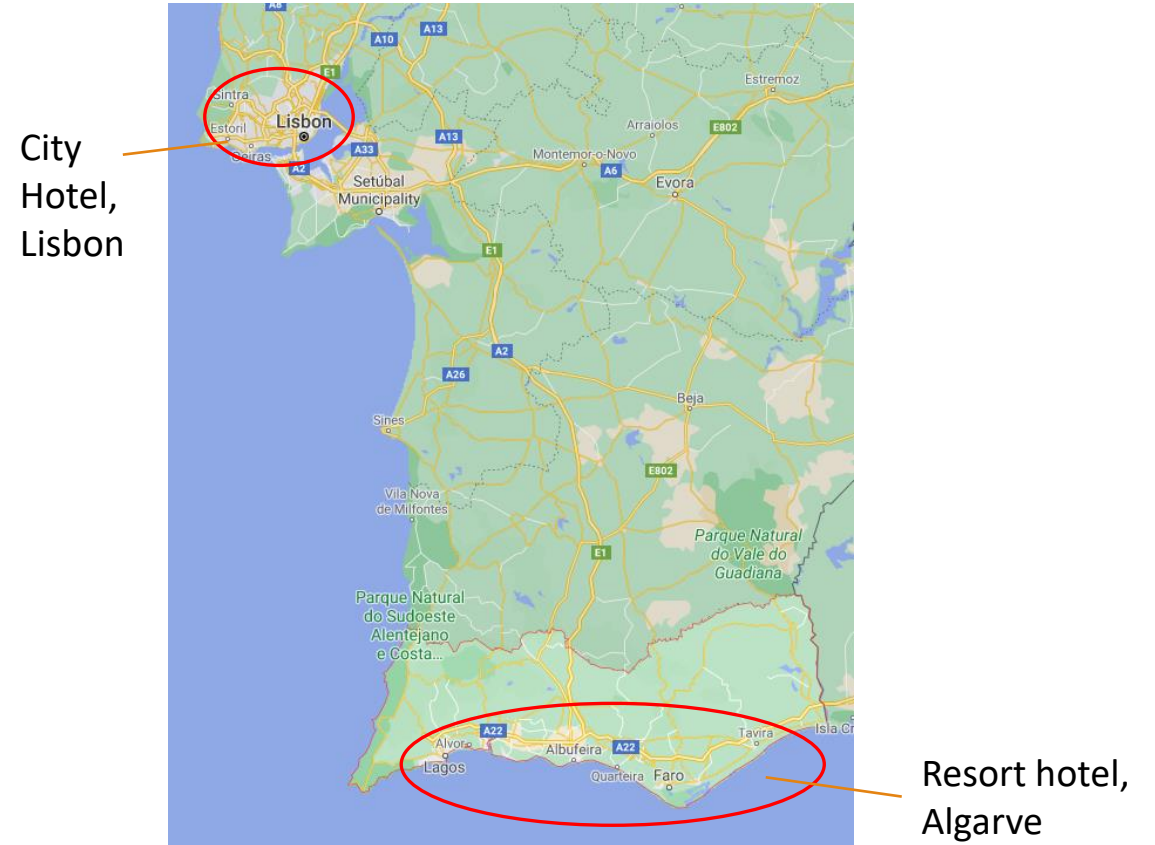 A8
A13
A10
E1
Sintra
Estremoz
Lisbon
Estoril
Arraiolos
E802
A13
City
Hotel,
Lisbon
Oeiras
A33
A2
Montemor-o-Novo
A6
Setúbal
Municipality
Evora
E1
A2
A26
Beja
Sines
E802
Vila Nova
de Milfontes
Parque Natural
do Vale do
Guadiana
E1
Parque Natural
do Sudoeste
Alentejano
e Costa...
A22
Alvor
Albufeira
A22
Tavira
Isla Cr
Lagos
Quarteira
Faro
Resort hotel,
Algarve